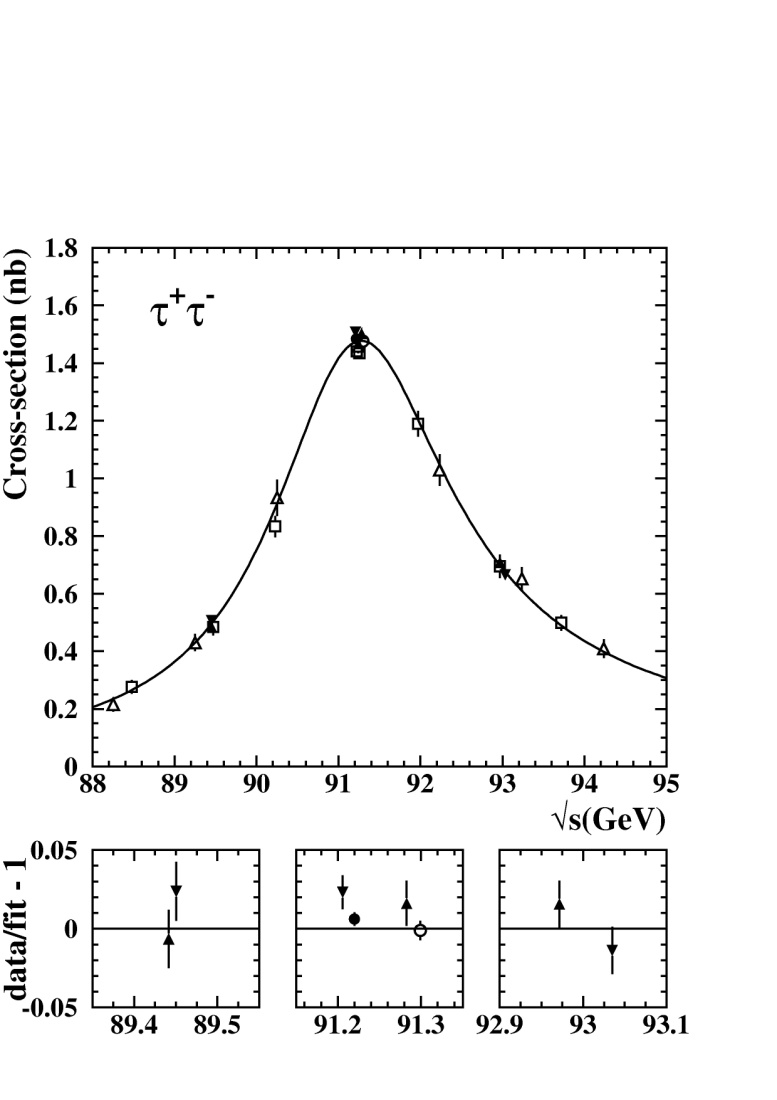 Cross-section (nb)
1.8
1.6
1.4
1.2
1
0.8
0.6
0.4
0.2
0
τ⁺τ⁻
88 89 90 91 92 93 94 95
√s(GeV)
data/fit - 1
0.05
0
-0.05
89.4 89.5 91.2 91.3 92.9 93 93.1